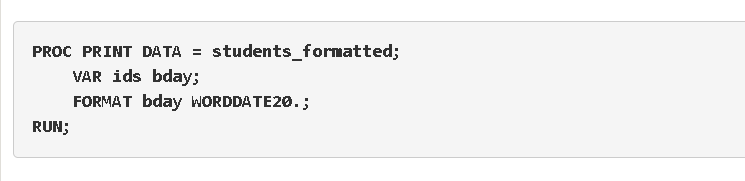 PROC PRINT DATA = students_formatted;
    VAR ids bday;
    FORMAT bday WORDDATE20.;
RUN;